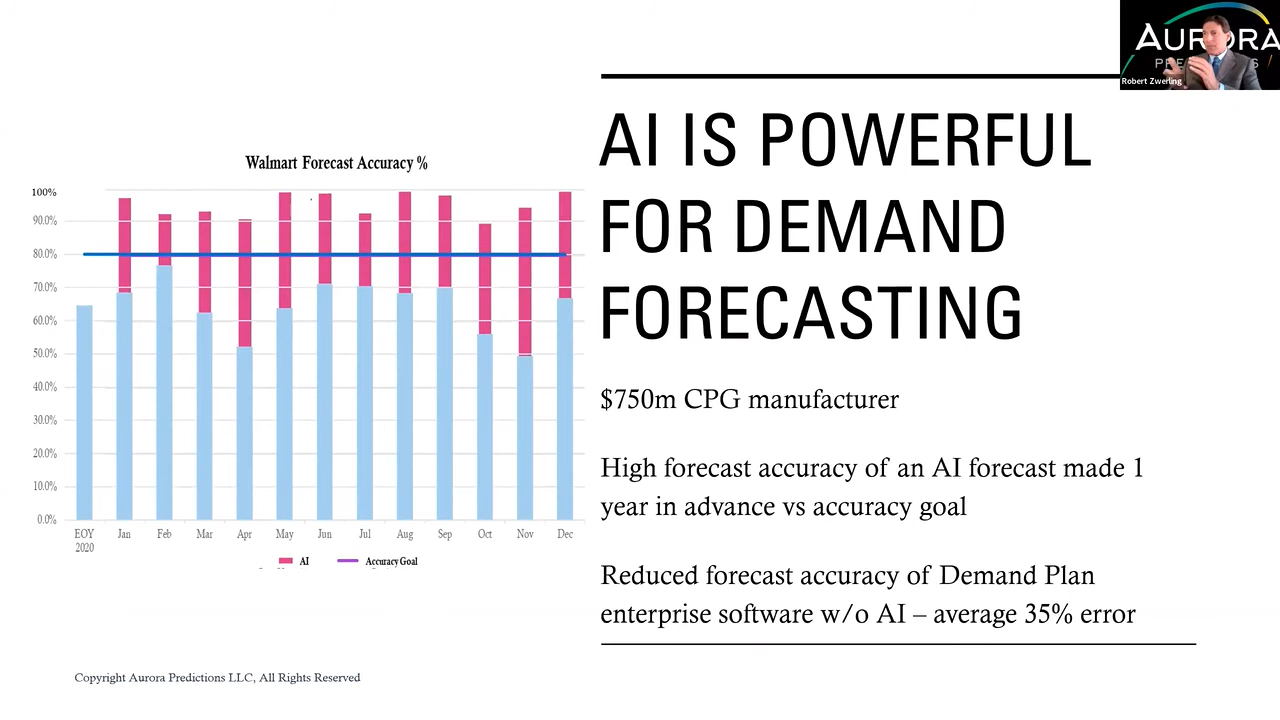 AURORA
Robert Zwerling
AI IS POWERFUL
FOR DEMAND
FORECASTING
Walmart Forecast Accuracy %
100%
90.0%
80.0%
70.0%
60.0%
50.0%
40.0%
30.0%
20.0%
10.0%
0.0%
EOY 2020 Jan Feb Mar Apr May Jun Jul Aug Sep Oct Nov Dec
AI Accuracy Goal
$750m CPG manufacturer
High forecast accuracy of an AI forecast made 1
year in advance vs accuracy goal
Reduced forecast accuracy of Demand Plan
enterprise software w/o AI – average 35% error
Copyright Aurora Predictions LLC, All Rights Reserved